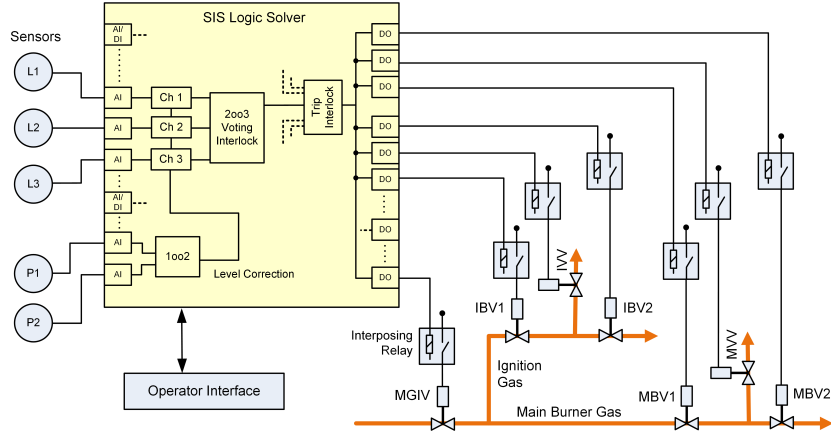 SIS Logic Solver
Sensors
AI/
DI
DO
DO
L1
AI
Ch 1
DO
2oo3
Voting
Interlock
Trip
Interlock
L2
AI
Ch 2
DO
L3
AI
Ch 3
DO
DO
AI/
DI
DO
AI
1oo2
P1
AI
Level Correction
DO
P2
IVV
IBV1
IBV2
Interposing
Relay
Ignition
Gas
MVV
Operator Interface
MGIV
MBV1
MBV2
Main Burner Gas